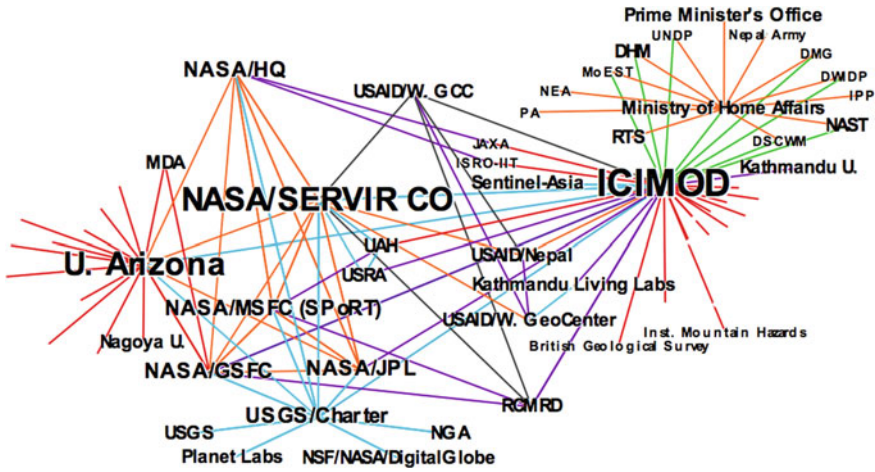 Prime Minister's Office
UNDP
Nepal Army
DHM
DMG
NASA/HQ
MoEST
DWIDP
USAID/W. GCC
NEA
IPP
PA
Ministry of Home Affairs
NAST
RTS
JAXA
DSCWM
MDA
ISRO-IIT
Kathmandu U.
Sentinel-Asia
ICIMOD
NASA/SERVIR CO
UAH
USAID/Nepal
U. Arizona
USRA
Kathmandu Living Labs
NASA/MSFC (SPoRT)
USAID/W. GeoCenter
Inst. Mountain Hazards
Nagoya U.
British Geological Survey
NASA/GSFC
NASA/JPL
RCMRD
USGS/Charter
USGS
NGA
Planet Labs
NSF/NASA/DigitalGlobe